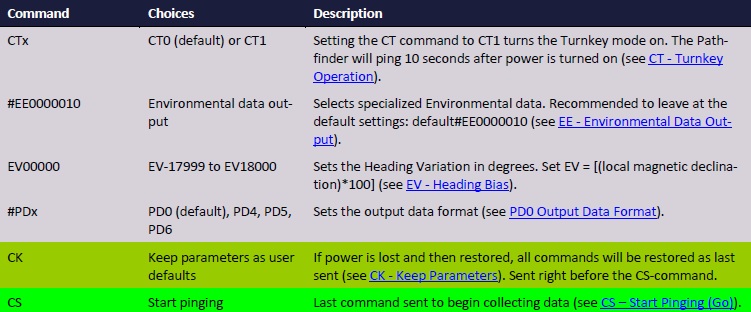 Command Choices Description
CTx CT0 (default) or CT1 Setting the CT command to CT1 turns the Turnkey mode on. The Path-
finder will ping 10 seconds after power is turned on (see CT - Turnkey
Operation).
#EE0000010 Environmental data out- Selects specialized Environmental data. Recommended to leave at the
put default settings: default#EE0000010 (see EE - Environmental Data Out-
put).
EV00000 EV-17999 to EV18000 Sets the Heading Variation in degrees. Set EV = [(local magnetic declina-
tion)*100] (see EV - Heading Bias).
#PDx PD0 (default), PD4, PD5, Sets the output data format (see PD0 Output Data Format).
PD6
CK Keep parameters as user If power is lost and then restored, all commands will be restored as last
defaults sent (see CK - Keep Parameters). Sent right before the CS-command.
CS Start pinging Last command sent to begin collecting data (see CS – Start Pinging (Go)).